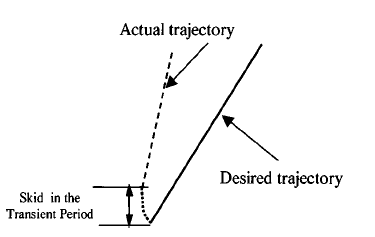 Actual trajectory
Desired trajectory
Skid in the
Transient Period